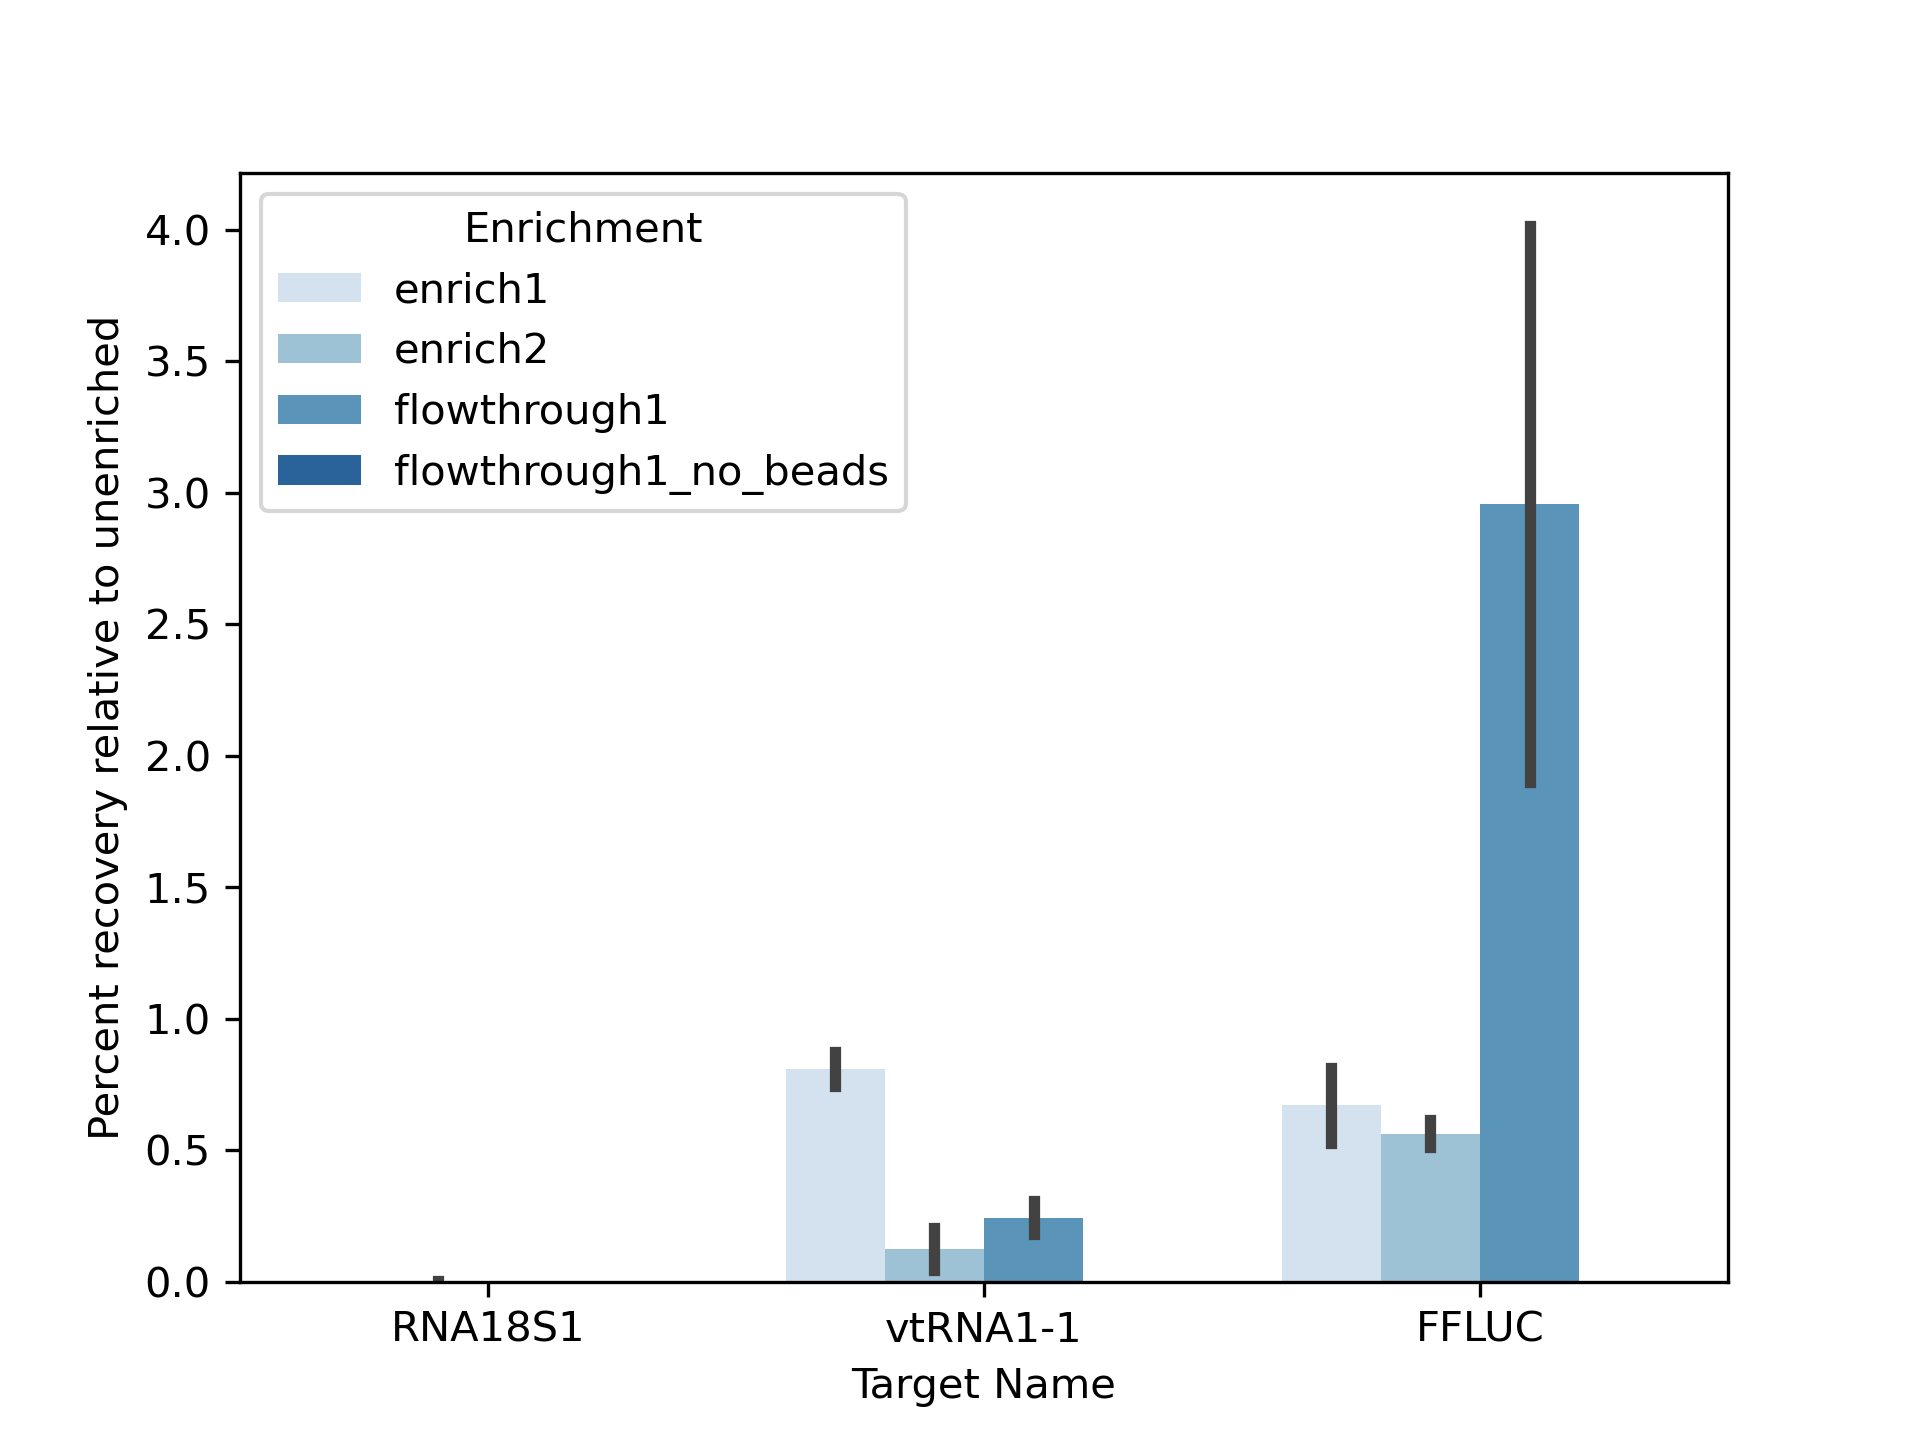 Enrichment
enrich1
enrich2
flowthrough1
flowthrough1_no_beads
Percent recovery relative to unenriched
4.0
3.5
3.0
2.5
2.0
1.5
1.0
0.5
0.0
RNA18S1 vtRNA1-1 FFLUC
Target Name